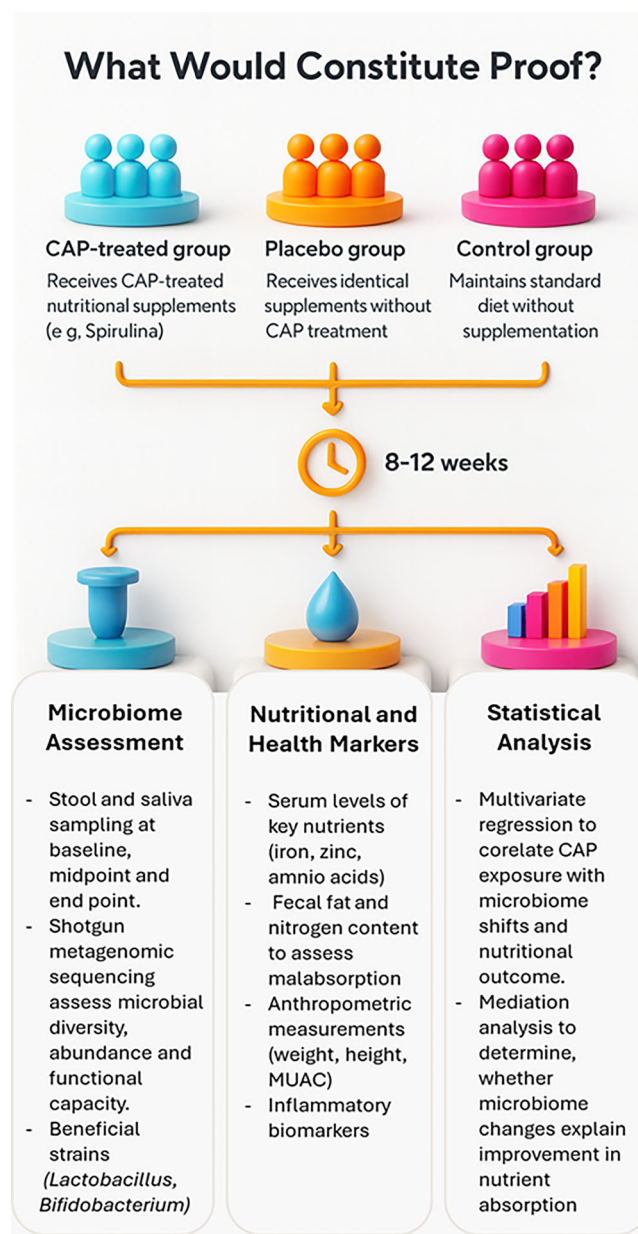 What Would Constitute Proof?
CAP-treated group
Receives CAP-treated
nutritional supplements
(e g, Spirulina)
Placebo group
Receives identical
supplements without
CAP treatment
Control group
Maintains standard
diet without
supplementation
8-12 weeks
Microbiome
Assessment
- Stool and saliva
sampling at
baseline,
midpoint and
end point.
- Shotgun
metagenomic
sequencing
assess microbial
diversity,
abundance and
functional
capacity.
- Beneficial
strains
(Lactobacillus,
Bifidobacterium)
Nutritional and
Health Markers
- Serum levels of
key nutrients
(iron, zinc,
amnio acids)
- Fecal fat and
nitrogen content
to assess
malabsorption
- Anthropometric
measurements
(weight, height,
MUAC)
- Inflammatory
biomarkers
Statistical
Analysis
- Multivariate
regression to
corelate CAP
exposure with
microbiome
shifts and
nutritional
outcome.
- Mediation
analysis to
determine,
whether
microbiome
changes explain
improvement in
nutrient
absorption